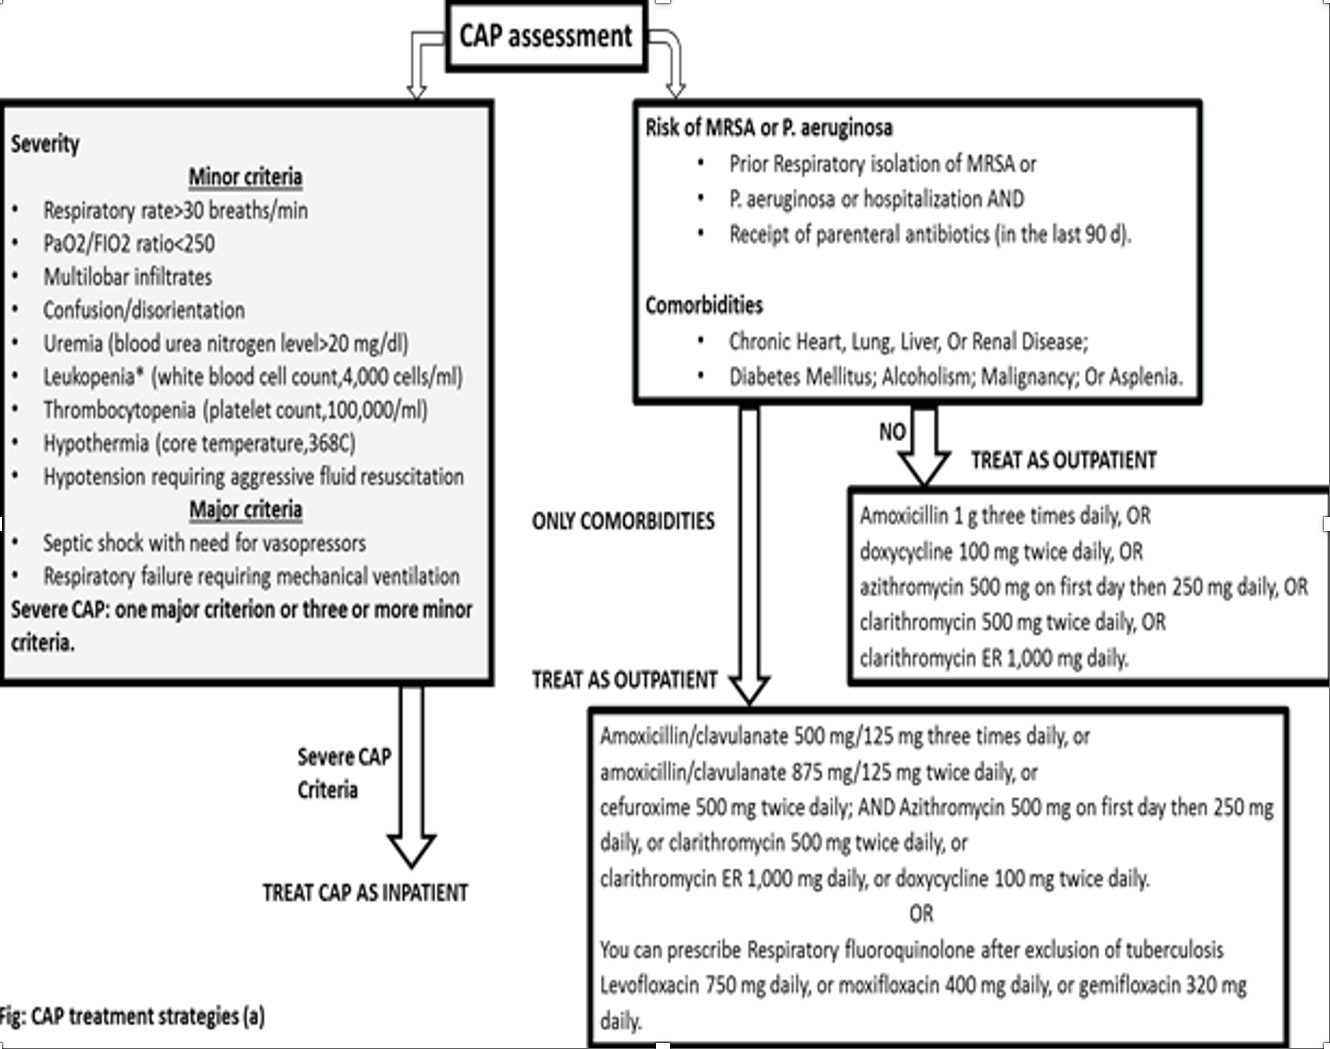 CAP assessment
Severity
Minor criteria
• Respiratory rate>30 breaths/min
• PaO2/FIO2 ratio<250
• Multilobar infiltrates
• Confusion/disorientation
• Uremia (blood urea nitrogen level>20 mg/dl)
• Leukopenia* (white blood cell count,4,000 cells/ml)
• Thrombocytopenia (platelet count,100,000/ml)
• Hypothermia (core temperature,368C)
• Hypotension requiring aggressive fluid resuscitation
Major criteria
• Septic shock with need for vasopressors
• Respiratory failure requiring mechanical ventilation
Severe CAP: one major criterion or three or more minor
criteria.
Severe CAP
Criteria
TREAT CAP AS INPATIENT
Risk of MRSA or P. aeruginosa
• Prior Respiratory isolation of MRSA or
• P. aeruginosa or hospitalization AND
• Receipt of parenteral antibiotics (in the last 90 d).
Comorbidities
• Chronic Heart, Lung, Liver, Or Renal Disease;
• Diabetes Mellitus; Alcoholism; Malignancy; Or Asplenia.
NO
TREAT AS OUTPATIENT
Amoxicillin 1 g three times daily, OR
doxycycline 100 mg twice daily, OR
azithromycin 500 mg on first day then 250 mg daily, OR
clarithromycin 500 mg twice daily, OR
clarithromycin ER 1,000 mg daily.
ONLY COMORBIDITIES
TREAT AS OUTPATIENT
Amoxicillin/clavulanate 500 mg/125 mg three times daily, or
amoxicillin/clavulanate 875 mg/125 mg twice daily, or
cefuroxime 500 mg twice daily; AND Azithromycin 500 mg on first day then 250 mg
daily, or clarithromycin 500 mg twice daily, or
clarithromycin ER 1,000 mg daily, or doxycycline 100 mg twice daily.
OR
You can prescribe Respiratory fluoroquinolone after exclusion of tuberculosis
Levofloxacin 750 mg daily, or moxifloxacin 400 mg daily, or gemifloxacin 320 mg
daily.
Fig: CAP treatment strategies (a)